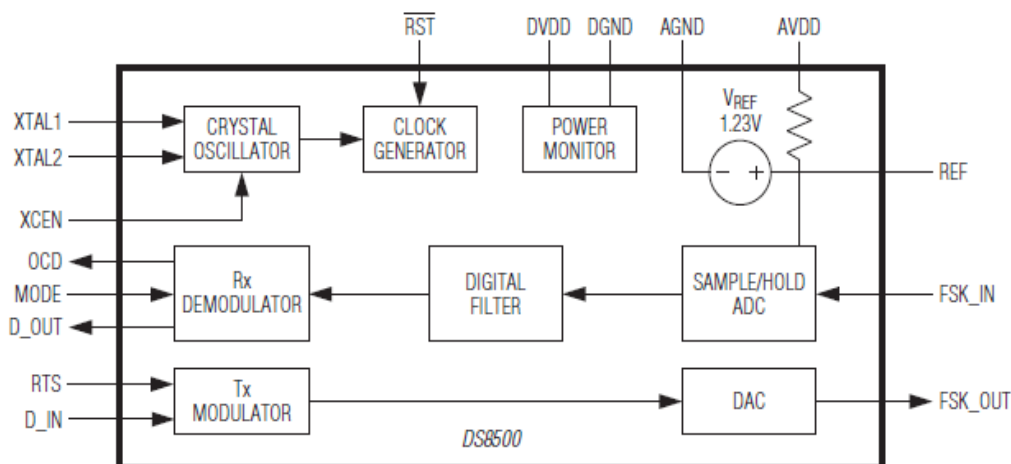 RST DVDD DGND AGND AVDD
XTAL1
XTAL2
XCEN
CRYSTAL
OSCILLATOR
CLOCK
GENERATOR
POWER
MONITOR
VREF
1.23V
- +
REF
OCD
MODE
D_OUT
Rx
DEMODULATOR
DIGITAL
FILTER
SAMPLE/HOLD
ADC
FSK_IN
RTS
D_IN
Tx
MODULATOR
DAC
FSK_OUT
DS8500